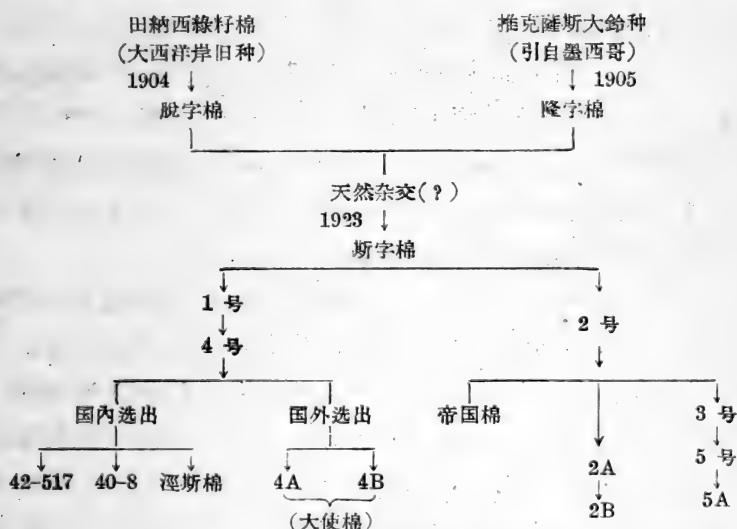 田納西綠籽棉
(大西洋岸旧种)
1904
脫字棉
推克薩斯大鈴种
(引自墨西哥)
1905
隆字棉
天然杂交(?)
1923
斯字棉
1号
4号
2号
国內选出
国外选出
帝国棉
3号
42-517 40-8 涇斯棉
4A 4B
(大使棉)
2A
2B
5号
5A